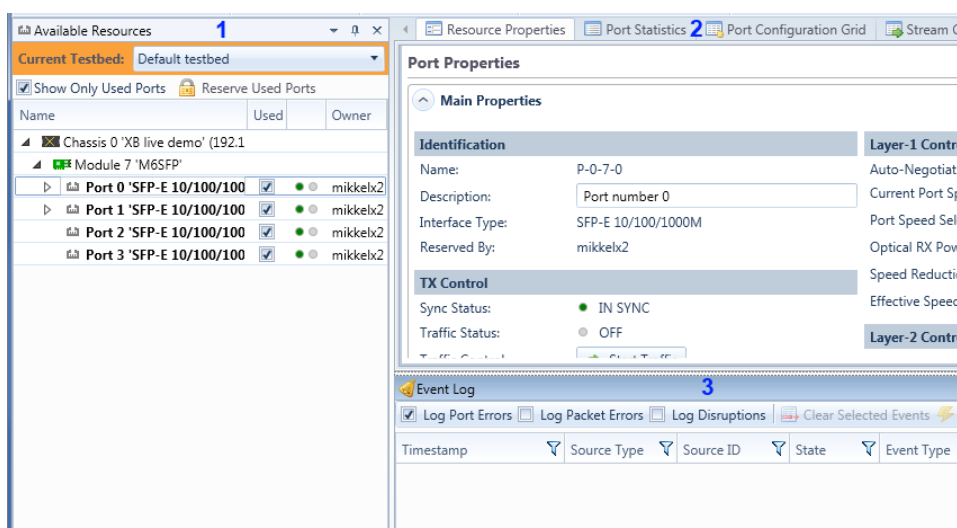 Available Resources 1
Current Testbed: Default testbed
Show Only Used Ports Reserve Used Ports
Name Used Owner
Chassis 0 'XB live demo' (192.1
Module 7 'M6SFP'
Port 0 'SFP-E 10/100/100 mikkelx2
Port 1 'SFP-E 10/100/100 mikkelx2
Port 2 'SFP-E 10/100/100 mikkelx2
Port 3 'SFP-E 10/100/100 mikkelx2
Resource Properties Port Statistics 2 Port Configuration Grid Stream C
Port Properties
Main Properties
Identification
Name: P-0-7-0
Description: Port number 0
Interface Type: SFP-E 10/100/1000M
Reserved By: mikkelx2
TX Control
Sync Status: IN SYNC
Traffic Status: OFF
Traffic Control: Start Traffic
Layer-1 Contr
Auto-Negotiat
Current Port Sp
Port Speed Sel
Optical RX Pow
Speed Reducti
Effective Speed
Layer-2 Contr
Event Log 3
Log Port Errors Log Packet Errors Log Disruptions Clear Selected Events
Timestamp Source Type Source ID State Event Type